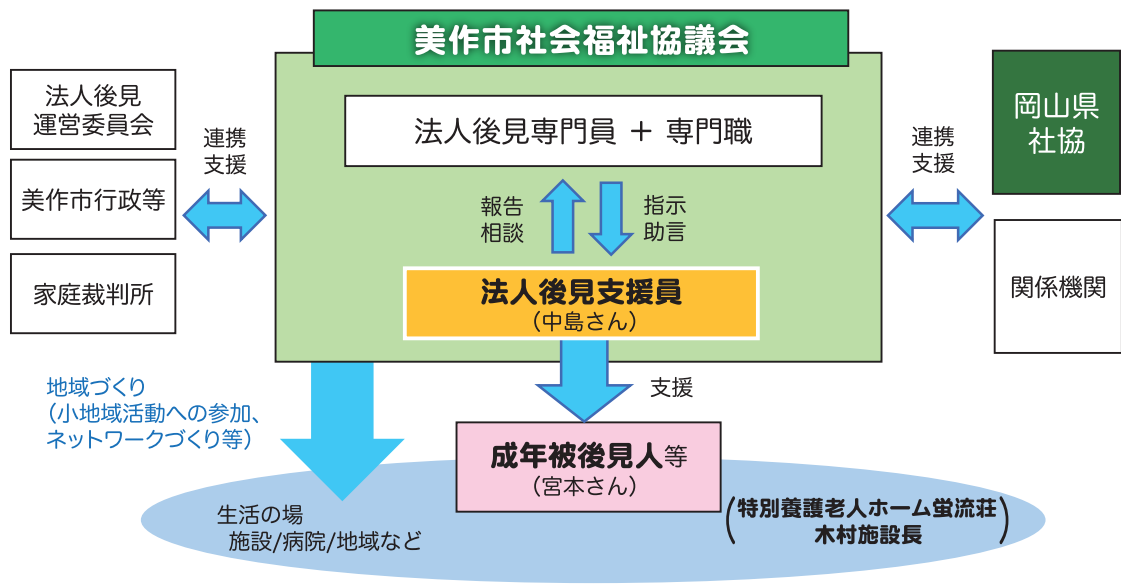 美作市社会福祉協議会
法人後見
運営委員会
美作市行政等
家庭裁判所
連携
支援
法人後見専門員 + 専門職
報告
相談
指示
助言
法人後見支援員
(中島さん)
連携
支援
岡山県
社協
関係機関
地域づくり
(小地域活動への参加、
ネットワークづくり等)
支援
成年被後見人等
(宮本さん)
生活の場
施設/病院/地域など
(特別養護老人ホーム蛍流荘
木村施設長)